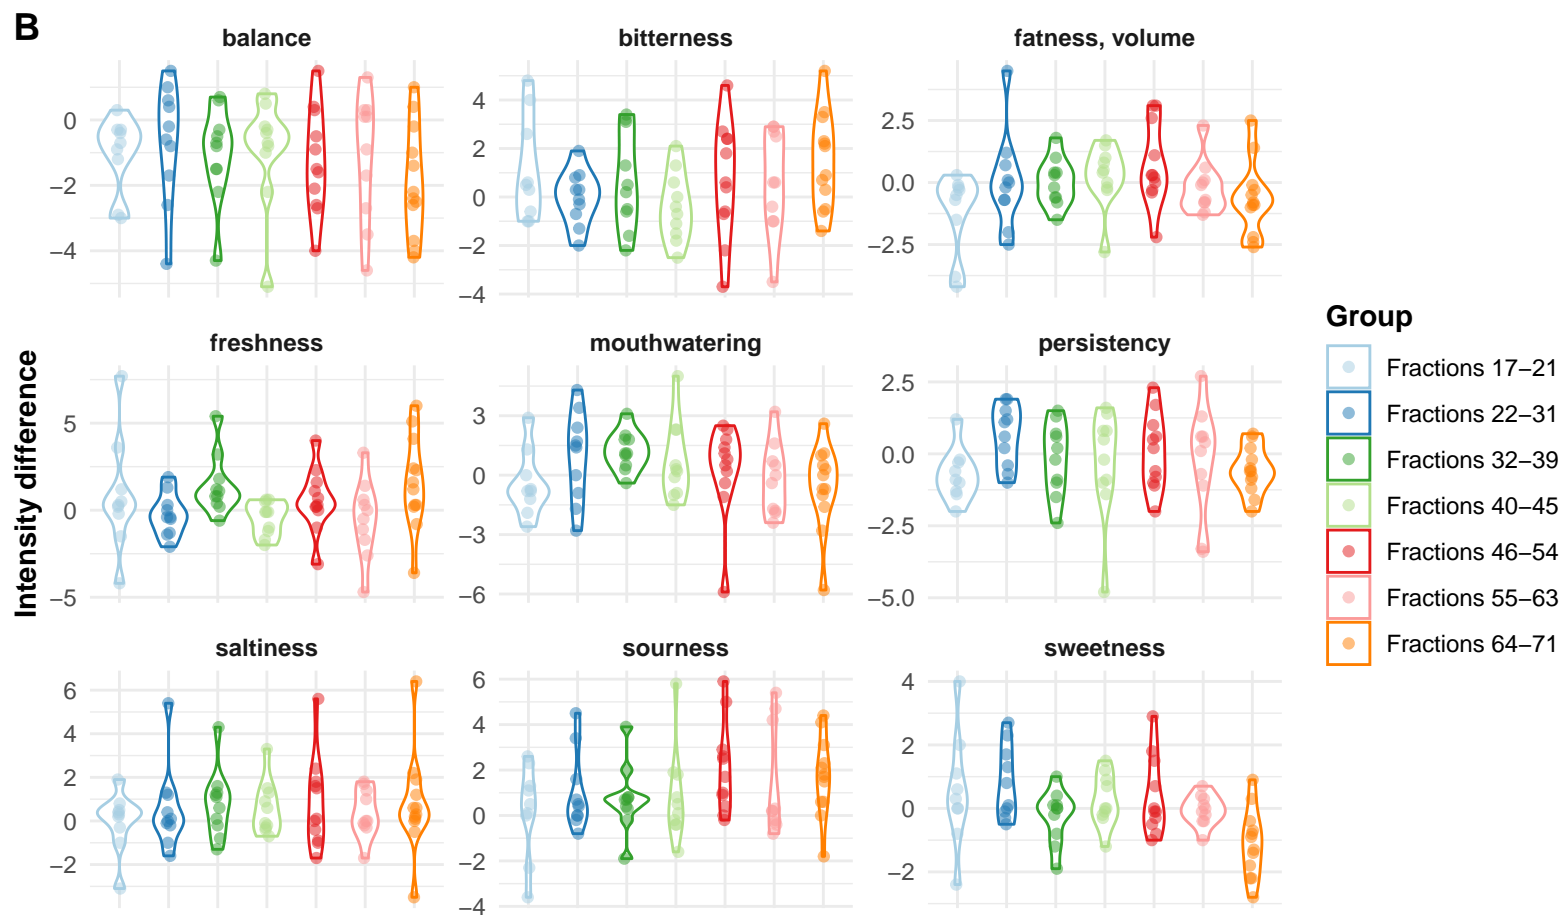 B
balance
bitterness
fatness, volume
0
−2
−4
4
2
0
−2
−4
2.5
0.0
−2.5
Intensity difference
freshness
mouthwatering
persistency
5
0
−5
3
0
−3
−6
2.5
0.0
−2.5
−5.0
saltiness
sourness
sweetness
6
4
2
0
−2
6
4
2
0
−2
−4
4
2
0
−2
Group
Fractions 17−21
Fractions 22−31
Fractions 32−39
Fractions 40−45
Fractions 46−54
Fractions 55−63
Fractions 64−71